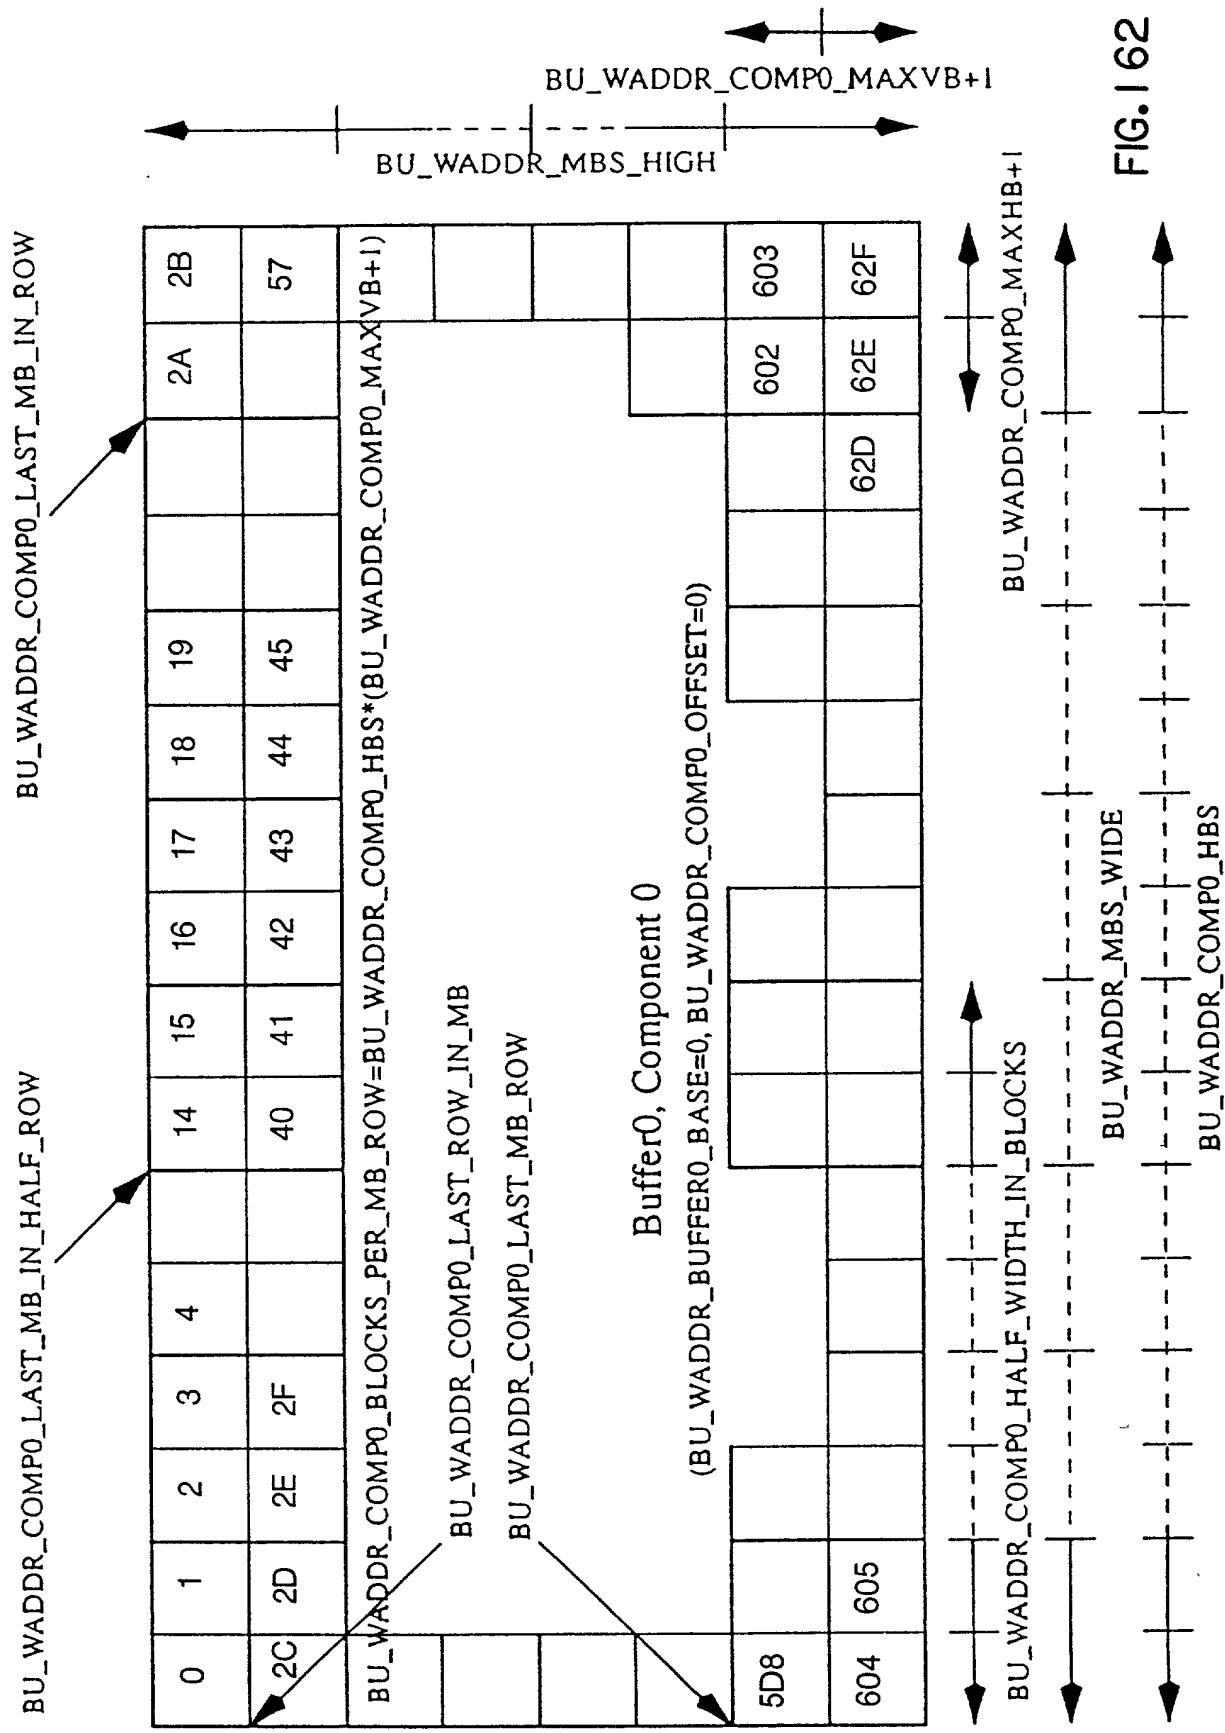 BU_WADDR_COMP0_LAST_MB_IN_HALF_ROW
BU_WADDR_COMP0_LAST_MB_IN_ROW
0 1 2 3 4 14 15 16 17 18 19 2A 2B
2C 2D 2E 2F 40 41 42 43 44 45 57
BU_WADDR_COMP0_BLOCKS_PER_MB_ROW=BU_WADDR_COMP0_HBS*(BU_WADDR_COMP0_MAXVB+1)
BU_WADDR_COMP0_LAST_ROW_IN_MB
BU_WADDR_COMP0_LAST_MB_ROW
Buffer0, Component 0
(BU_WADDR_BUFFER0_BASE=0, BU_WADDR_COMP0_OFFSET=0)
5D8 602 603
604 605 62D 62E 62F
BU_WADDR_MBS_HIGH
BU_WADDR_COMP0_MAXVB+1
BU_WADDR_COMP0_HALF_WIDTH_IN_BLOCKS
BU_WADDR_COMP0_MAXHB+1
BU_WADDR_MBS_WIDE
BU_WADDR_COMP0_HBS
FIG.162